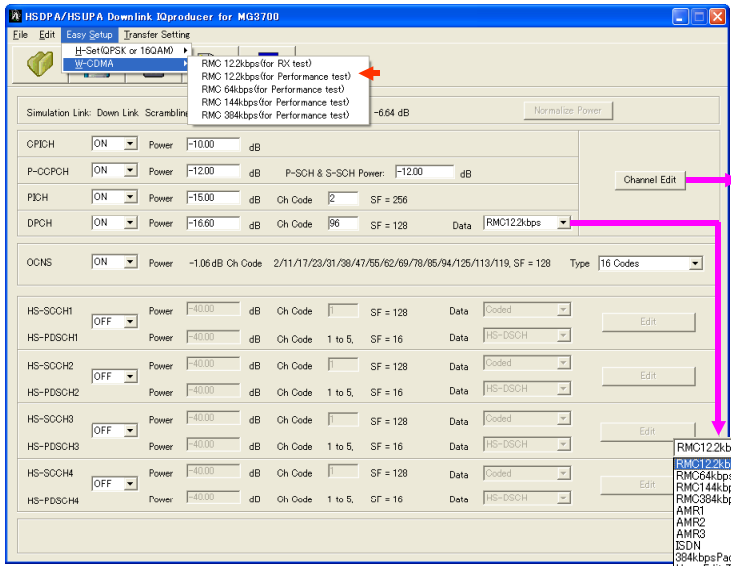 HSDPA/HSUPA Downlink IQproducer for MG3700
File Edit Easy Setup Transfer Setting
H-Set(QPSK or 16QAM)
W-CDMA
RMC 12.2kbps(for RX test)
RMC 12.2kbps(for Performance test)
RMC 64kbps(for Performance test)
RMC 144kbps(for Performance test)
RMC 384kbps(for Performance test)
Simulation Link: Down Link -6.64 dB Normalize Power
CPICH ON Power -10.00 dB
P-CCPCH ON Power -12.00 dB P-SCH & S-SCH Power: -12.00 dB Channel Edit
PICH ON Power -15.00 dB Ch Code 2 SF = 256
DPCH ON Power -16.60 dB Ch Code 96 SF = 128 Data RMC12.2kbps
OCNS ON Power -1.06 dB Ch Code 2/11/17/23/31/38/47/55/62/69/78/85/94/125/113/119, SF = 128 Type 16 Codes
HS-SCCH1 OFF Power -40.00 dB Ch Code 1 SF = 128 Data Coded Edit
HS-PDSCH1 Power -40.00 dB Ch Code 1 to 5, SF = 16 Data HS-DSCH
HS-SCCH2 OFF Power -40.00 dB Ch Code 1 SF = 128 Data Coded Edit
HS-PDSCH2 Power -40.00 dB Ch Code 1 to 5, SF = 16 Data HS-DSCH
HS-SCCH3 OFF Power -40.00 dB Ch Code 1 SF = 128 Data Coded Edit
HS-PDSCH3 Power -40.00 dB Ch Code 1 to 5, SF = 16 Data HS-DSCH
HS-SCCH4 OFF Power -40.00 dB Ch Code 1 SF = 128 Data Coded Edit
HS-PDSCH4 Power -40.00 dB Ch Code 1 to 5, SF = 16 Data HS-DSCH
RMC12.2kb
RMC12.2kb
RMC64kbps
RMC144kbp
RMC384kbp
AMR1
AMR2
AMR3
ISDN
384kbpsPac